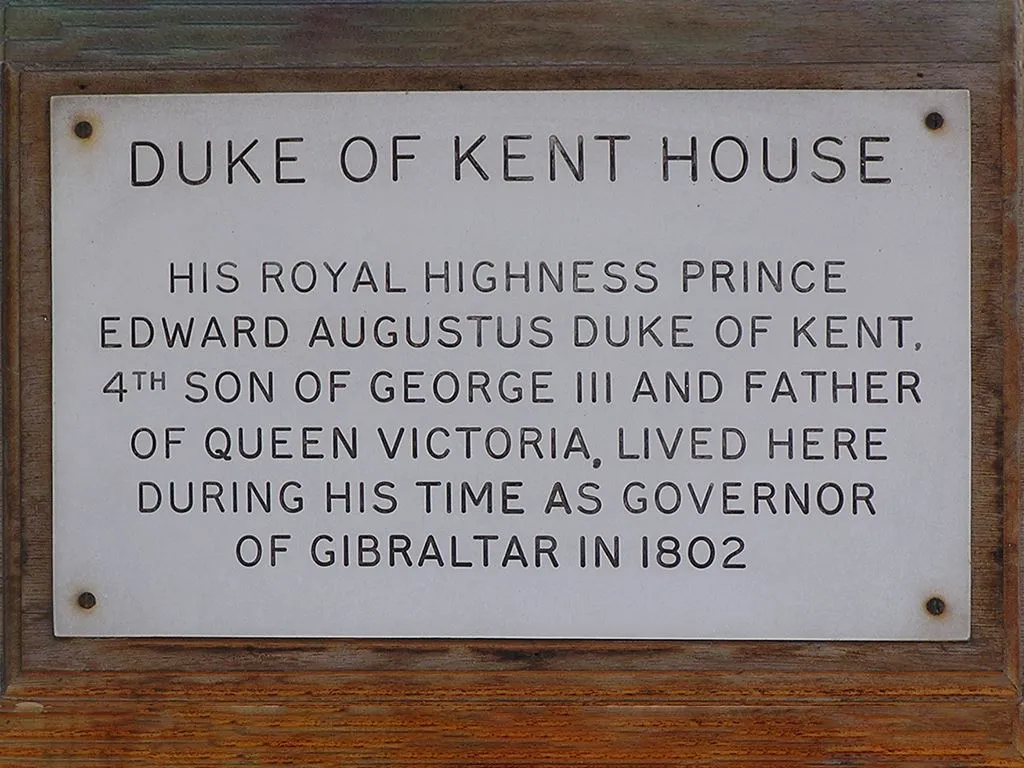 DUKE OF KENT HOUSE
HIS ROYAL HIGHNESS PRINCE
EDWARD AUGUSTUS DUKE OF KENT,
4TH SON OF GEORGE III AND FATHER
OF QUEEN VICTORIA, LIVED HERE
DURING HIS TIME AS GOVERNOR
OF GIBRALTAR IN 1802